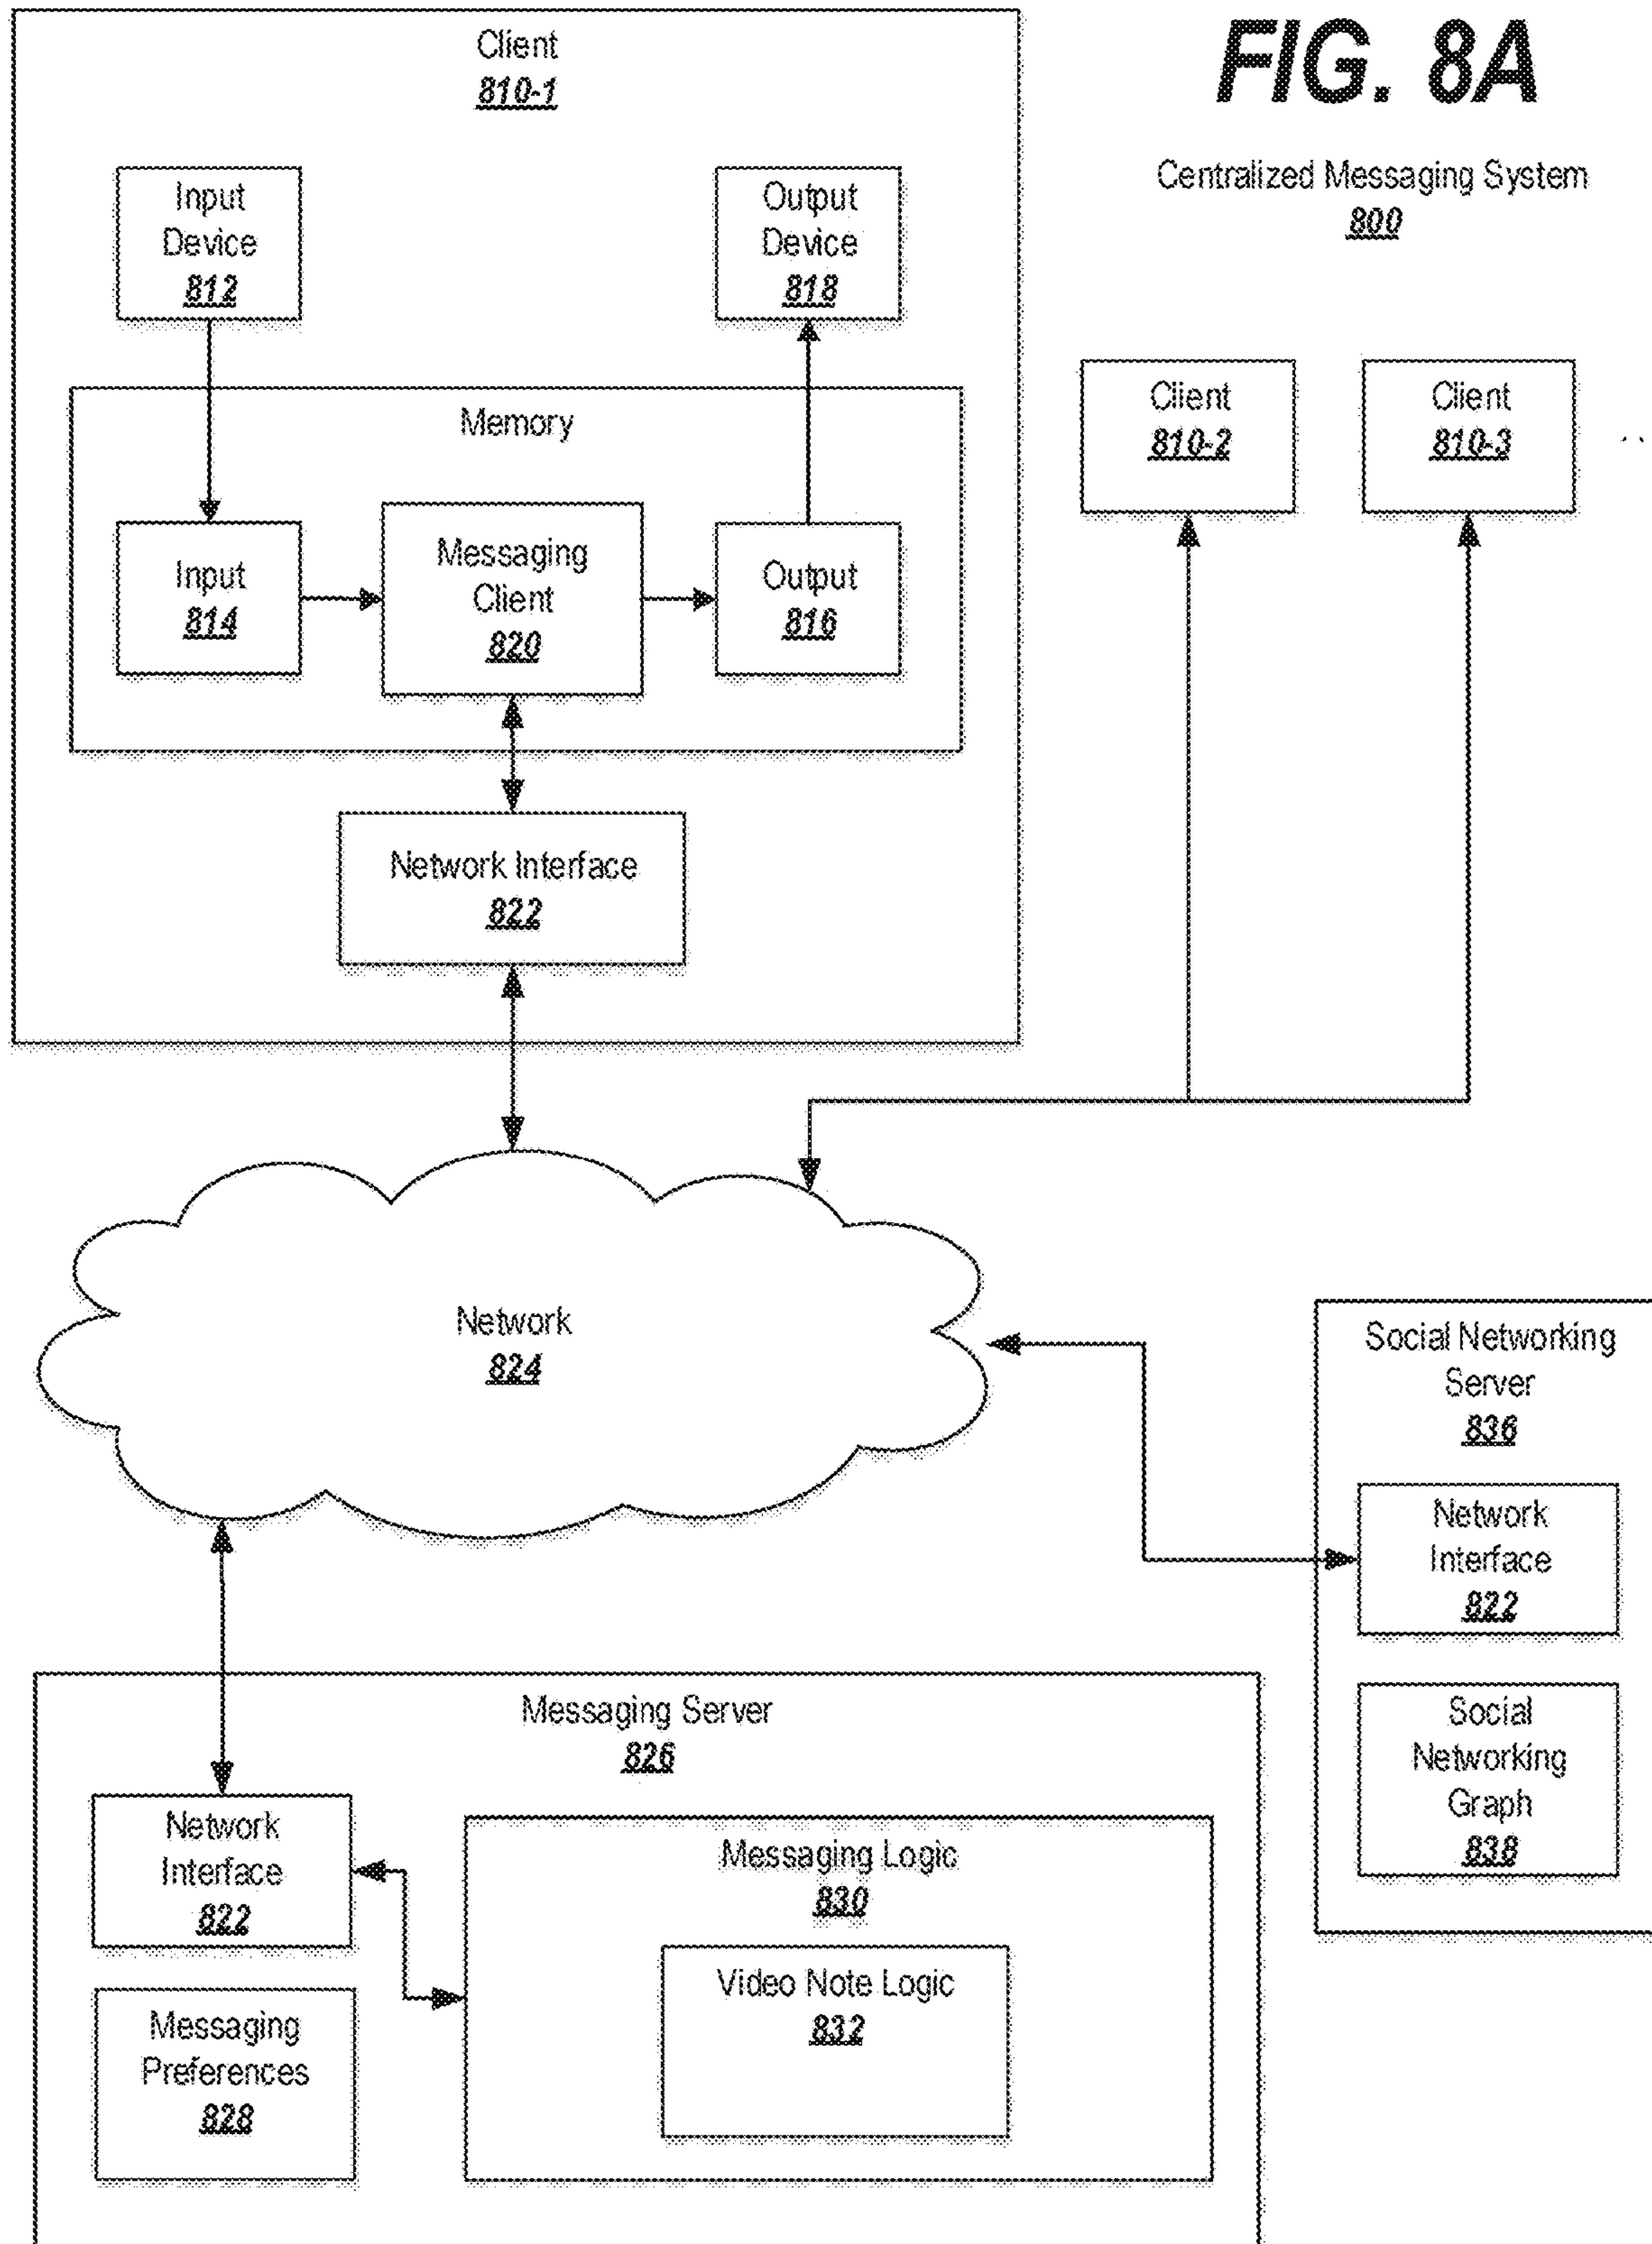 FIG. 8A
Centralized Messaging System
800
Client
810-1
Input
Device
812
Output
Device
818
Memory
Input
814
Messaging
Client
820
Output
816
Network Interface
822
Client
810-2
Client
810-3
..
Network
824
Social Networking
Server
836
Network
Interface
822
Social
Networking
Graph
838
Messaging Server
826
Network
Interface
822
Messaging
Preferences
828
Messaging Logic
830
Video Note Logic
832